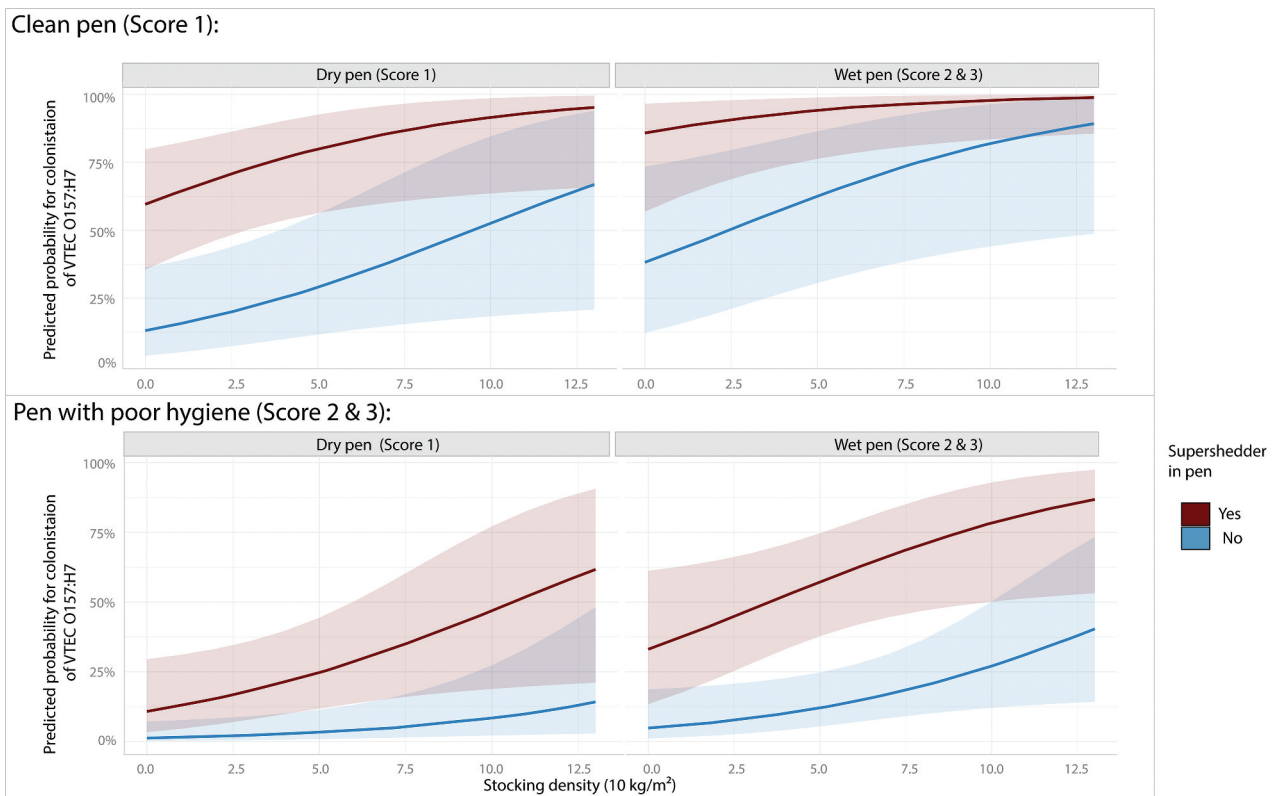 Clean pen (Score 1):
Dry pen (Score 1)
Wet pen (Score 2 & 3)
Predicted probability for colonistaion
of VTEC O157:H7
100%
75%
50%
25%
0%
0.0 2.5 5.0 7.5 10.0 12.5
0.0 2.5 5.0 7.5 10.0 12.5
Pen with poor hygiene (Score 2 & 3):
Dry pen (Score 1)
Wet pen (Score 2 & 3)
Predicted probability for colonistaion
of VTEC O157:H7
100%
75%
50%
25%
0%
0.0 2.5 5.0 7.5 10.0 12.5
0.0 2.5 5.0 7.5 10.0 12.5
Stocking density (10 kg/m²)
Supershedder
in pen
Yes
No